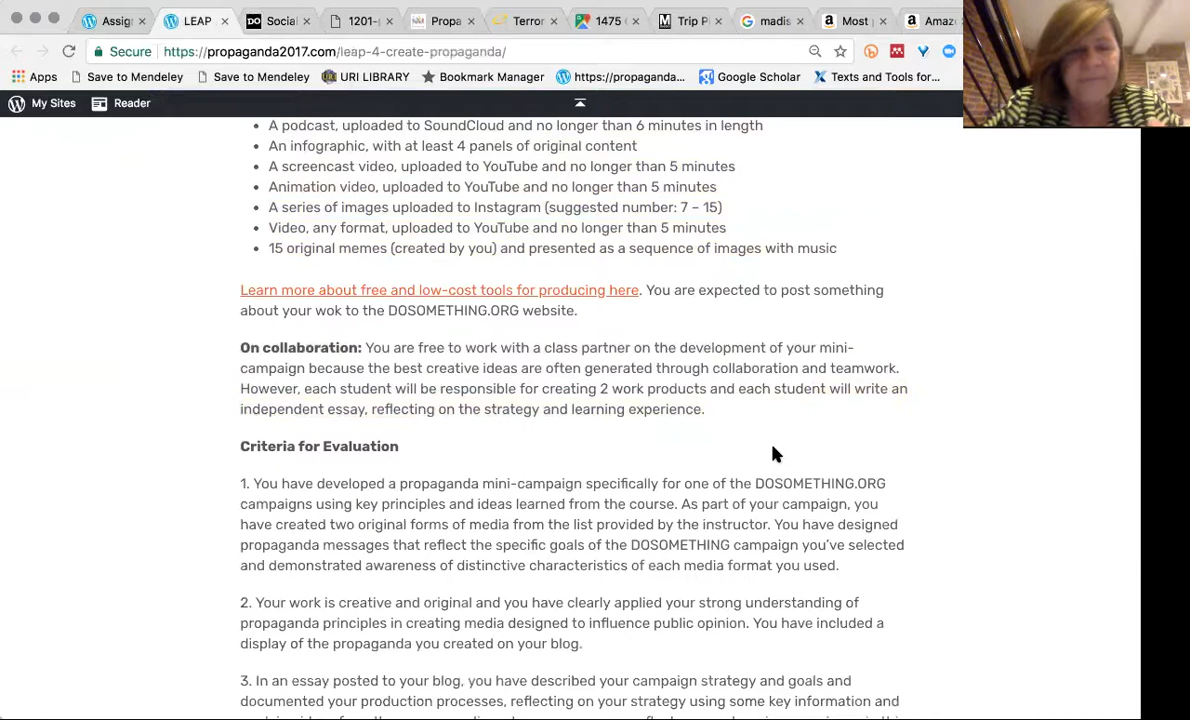 Assig × LEAP × Social × 1201- × Propa × Terror × 1475 C × Trip Pl × madis × Most × Amaz
Secure https://propaganda2017.com/leap-4-create-propaganda/
Apps Save to Mendeley Save to Mendeley URI LIBRARY Bookmark Manager https://propaganda... Google Scholar Texts and Tools for...
My Sites Reader
• A podcast, uploaded to SoundCloud and no longer than 6 minutes in length
• An infographic, with at least 4 panels of original content
• A screencast video, uploaded to YouTube and no longer than 5 minutes
• Animation video, uploaded to YouTube and no longer than 5 minutes
• A series of images uploaded to Instagram (suggested number: 7 – 15)
• Video, any format, uploaded to YouTube and no longer than 5 minutes
• 15 original memes (created by you) and presented as a sequence of images with music
Learn more about free and low-cost tools for producing here. You are expected to post something
about your wok to the DOSOMETHING.ORG website.
On collaboration: You are free to work with a class partner on the development of your mini-
campaign because the best creative ideas are often generated through collaboration and teamwork.
However, each student will be responsible for creating 2 work products and each student will write an
independent essay, reflecting on the strategy and learning experience.
Criteria for Evaluation
1. You have developed a propaganda mini-campaign specifically for one of the DOSOMETHING.ORG
campaigns using key principles and ideas learned from the course. As part of your campaign, you
have created two original forms of media from the list provided by the instructor. You have designed
propaganda messages that reflect the specific goals of the DOSOMETHING campaign you've selected
and demonstrated awareness of distinctive characteristics of each media format you used.
2. Your work is creative and original and you have clearly applied your strong understanding of
propaganda principles in creating media designed to influence public opinion. You have included a
display of the propaganda you created on your blog.
3. In an essay posted to your blog, you have described your campaign strategy and goals and
documented your production processes, reflecting on your strategy using some key information and